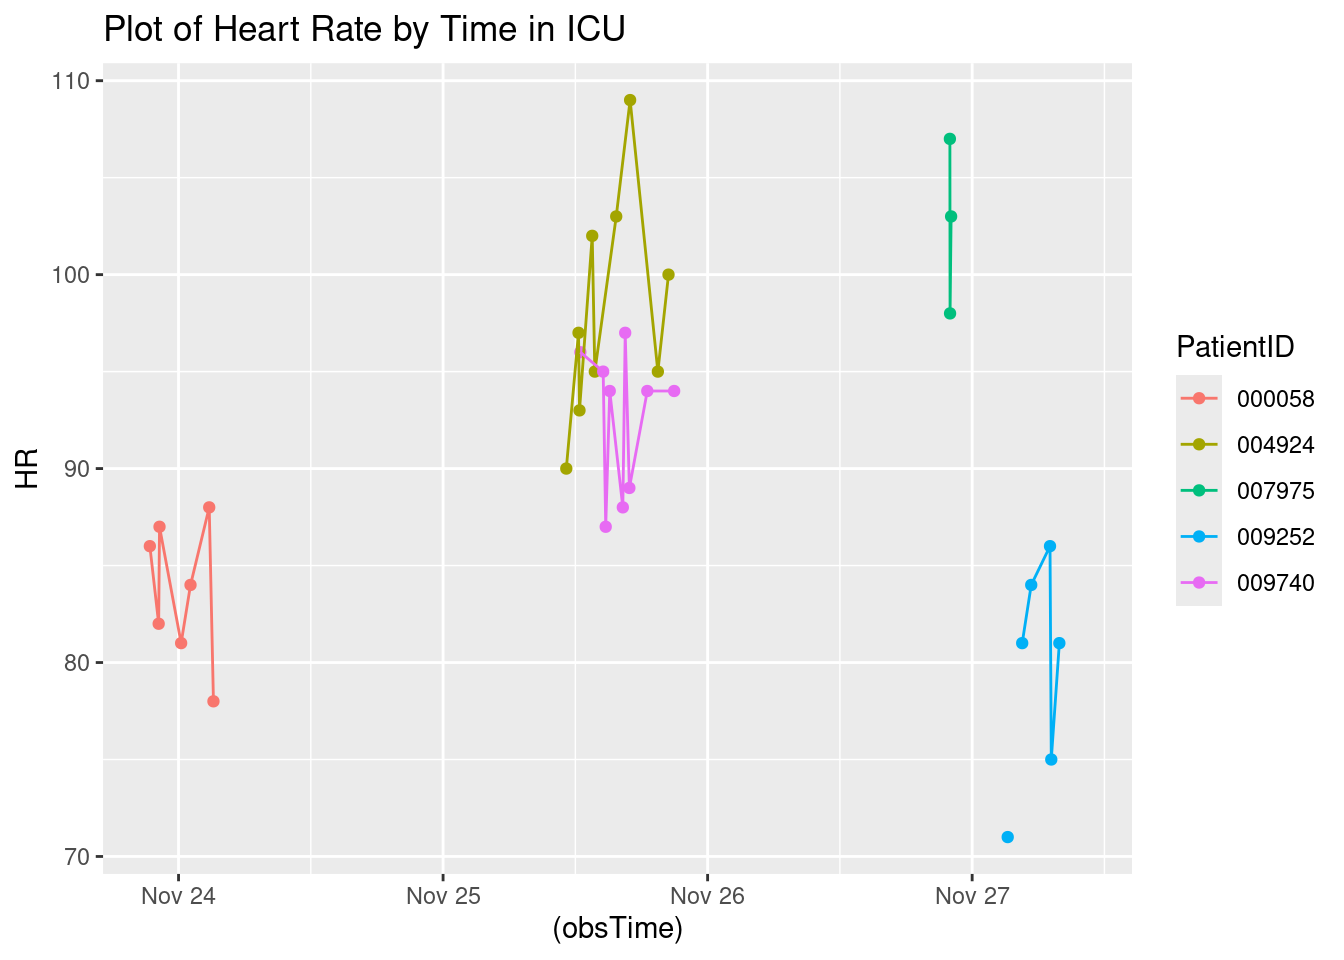 Plot of Heart Rate by Time in ICU
110
100
90
80
70
HR
Nov 24 Nov 25 Nov 26 Nov 27
(obsTime)
PatientID
000058
004924
007975
009252
009740